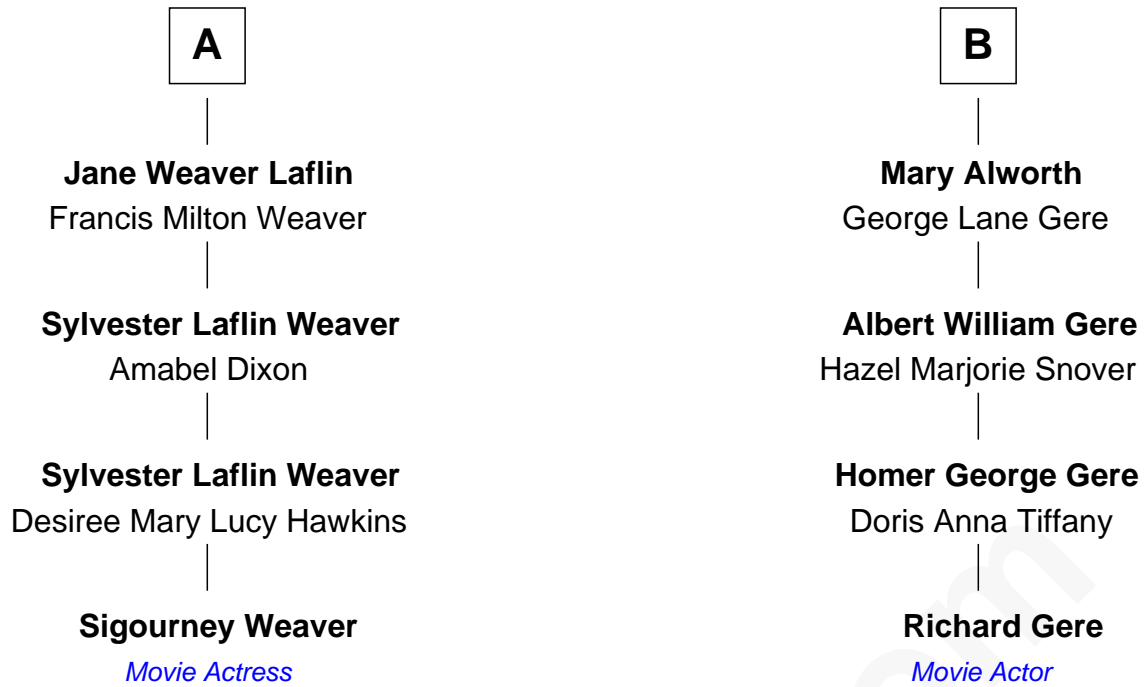 A
Jane Weaver Laflin
Francis Milton Weaver
Sylvester Laflin Weaver
Amabel Dixon
Sylvester Laflin Weaver
Desiree Mary Lucy Hawkins
Sigourney Weaver
Movie Actress
B
Mary Alworth
George Lane Gere
Albert William Gere
Hazel Marjorie Snover
Homer George Gere
Doris Anna Tiffany
Richard Gere
Movie Actor